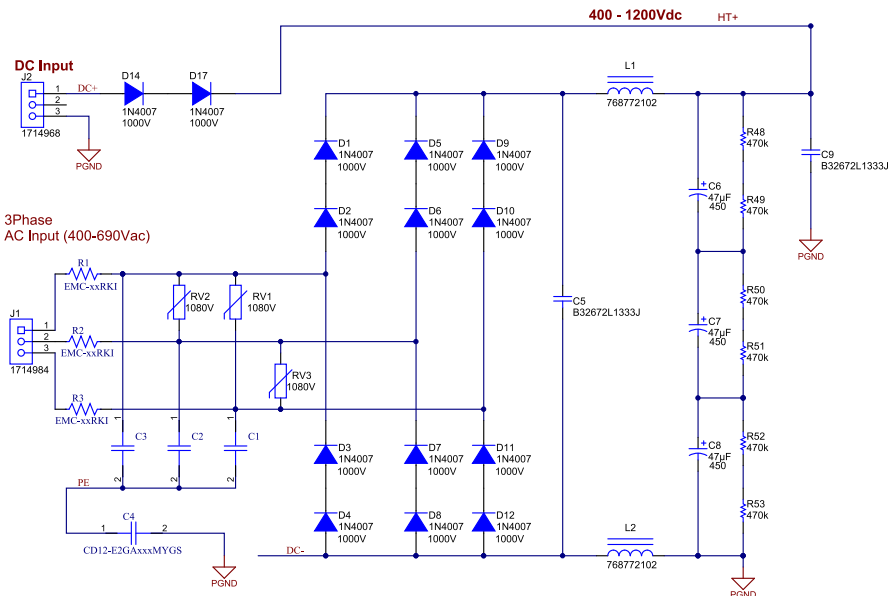 400 - 1200Vdc
HT+
DC Input
J2
DC+
1
2
3
1714968
PGND
D14
1N4007
1000V
D17
1N4007
1000V
L1
768772102
D1
1N4007
1000V
D5
1N4007
1000V
D9
1N4007
1000V
D2
1N4007
1000V
D6
1N4007
1000V
D10
1N4007
1000V
R48
470k
C9
B32672L1333J
PGND
C6
47µF
450
R49
470k
3Phase
AC Input (400-690Vac)
R1
EMC-xxRKI
RV2
1080V
RV1
1080V
J1
1
2
3
1714984
R2
EMC-xxRKI
RV3
1080V
R3
EMC-xxRKI
C5
B32672L1333J
R50
470k
C7
47µF
450
R51
470k
1
C3
2
1
C2
2
1
C1
2
PE
D3
1N4007
1000V
D7
1N4007
1000V
D11
1N4007
1000V
C8
47µF
450
R52
470k
1
C4
2
CD12-E2GAxxxMYGS
PGND
D4
1N4007
1000V
D8
1N4007
1000V
D12
1N4007
1000V
R53
470k
DC-
L2
768772102
PGND